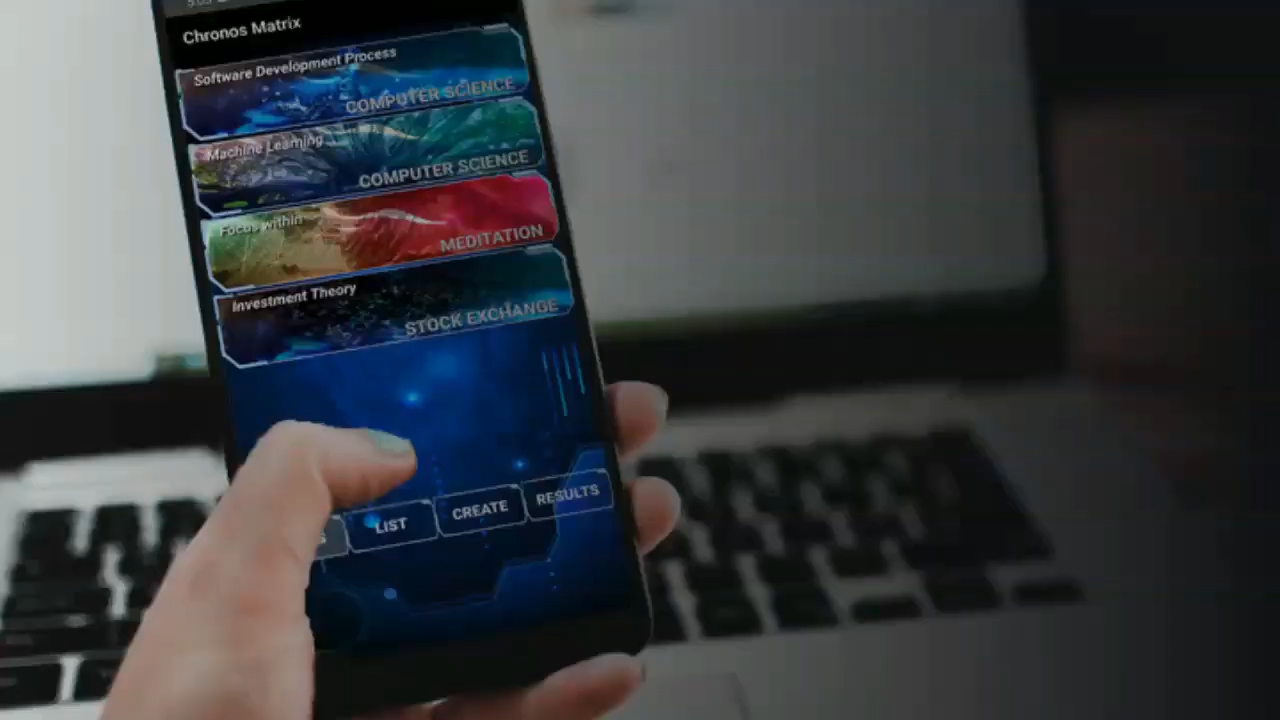 Chronos Matrix
Software Development Process
COMPUTER SCIENCE
Machine Learning
COMPUTER SCIENCE
Focus within
MEDITATION
Investment Theory
STOCK EXCHANGE
LIST
CREATE
RESULTS